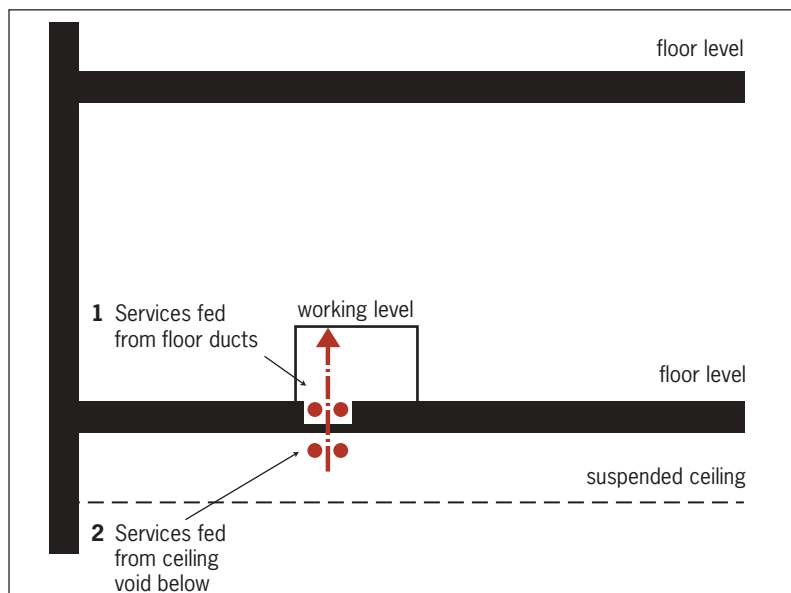 floor level
1 Services fed
from floor ducts
working level
floor level
suspended ceiling
2 Services fed
from ceiling
void below